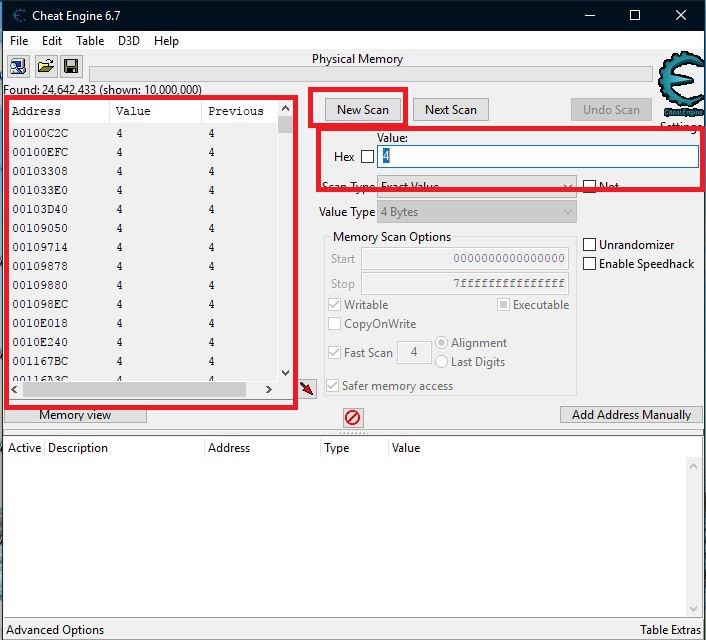 Cheat Engine 6.7
File Edit Table D3D Help
Physical Memory
Found: 24,642,433 (shown: 10,000,000)
Address Value Previous
00100C2C 4 4
00100EFC 4 4
00103308 4 4
001033E0 4 4
00103D40 4 4
00109050 4 4
00109714 4 4
00109878 4 4
00109880 4 4
001098EC 4 4
0010E018 4 4
0010E240 4 4
001167BC 4 4
00116A3C 4 4
New Scan Next Scan Undo Scan
Cheat Engine
Settings
Value:
Hex 4
Scan Type Exact Value Not
Value Type 4 Bytes
Memory Scan Options
Start 0000000000000000
Stop 7fffffffffffffff
Writable Executable
CopyOnWrite
Fast Scan 4 Alignment
Last Digits
Safer memory access
Unrandomizer
Enable Speedhack
Memory view Add Address Manually
Active Description Address Type Value
Advanced Options Table Extras